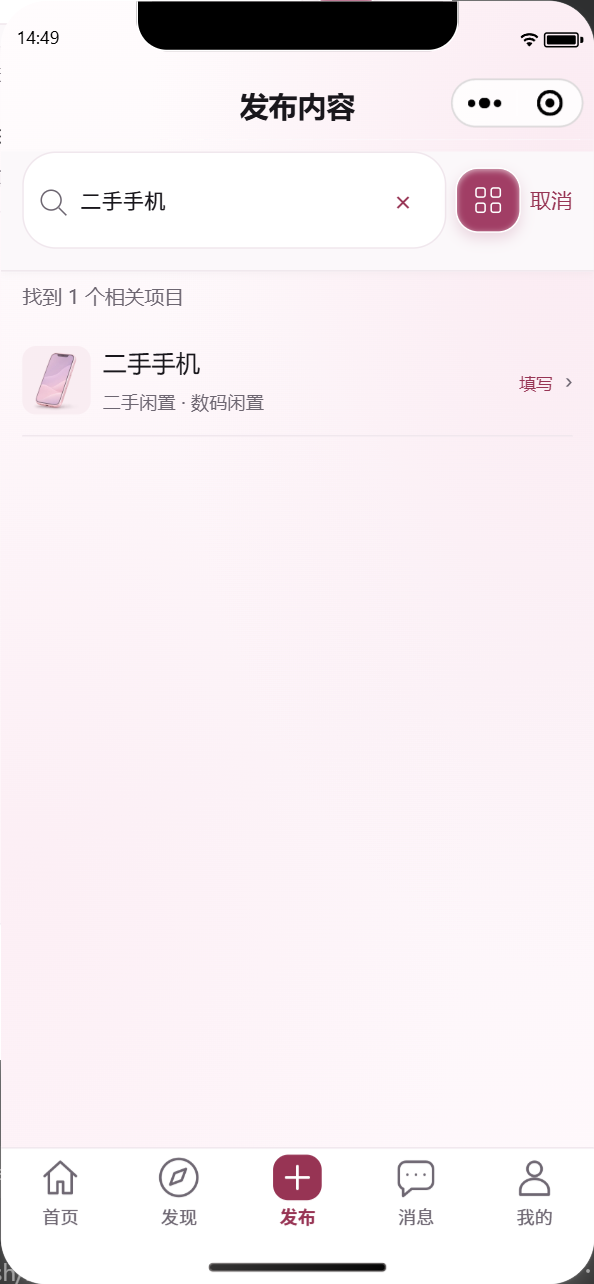 14:49
发布内容
二手手机 × 取消
找到 1 个相关项目
二手手机
二手闲置 · 数码闲置
填写 ›
首页 发现 发布 消息 我的